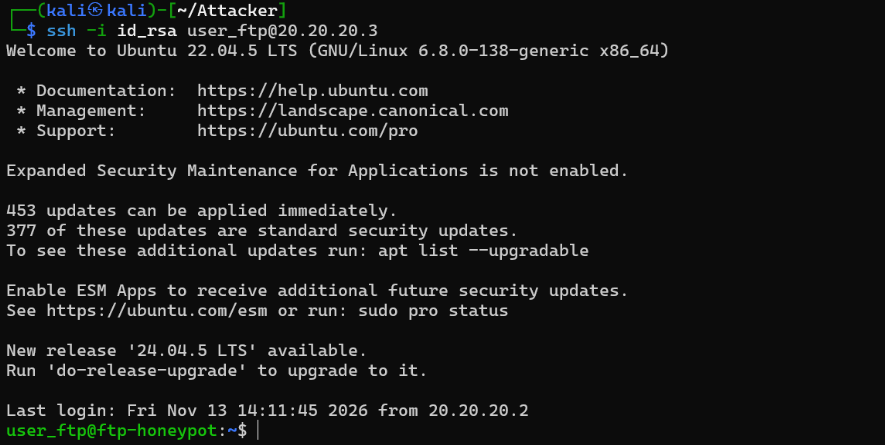 ┌──(kali㉿kali)-[~/Attacker]
└─$ ssh -i id_rsa user_ftp@20.20.20.3
Welcome to Ubuntu 22.04.5 LTS (GNU/Linux 6.8.0-138-generic x86_64)
* Documentation:  https://help.ubuntu.com
* Management:     https://landscape.canonical.com
* Support:        https://ubuntu.com/pro
Expanded Security Maintenance for Applications is not enabled.
453 updates can be applied immediately.
377 of these updates are standard security updates.
To see these additional updates run: apt list --upgradable
Enable ESM Apps to receive additional future security updates.
See https://ubuntu.com/esm or run: sudo pro status
New release '24.04.5 LTS' available.
Run 'do-release-upgrade' to upgrade to it.
Last login: Fri Nov 13 14:11:45 2026 from 20.20.20.2
user_ftp@ftp-honeypot:~$